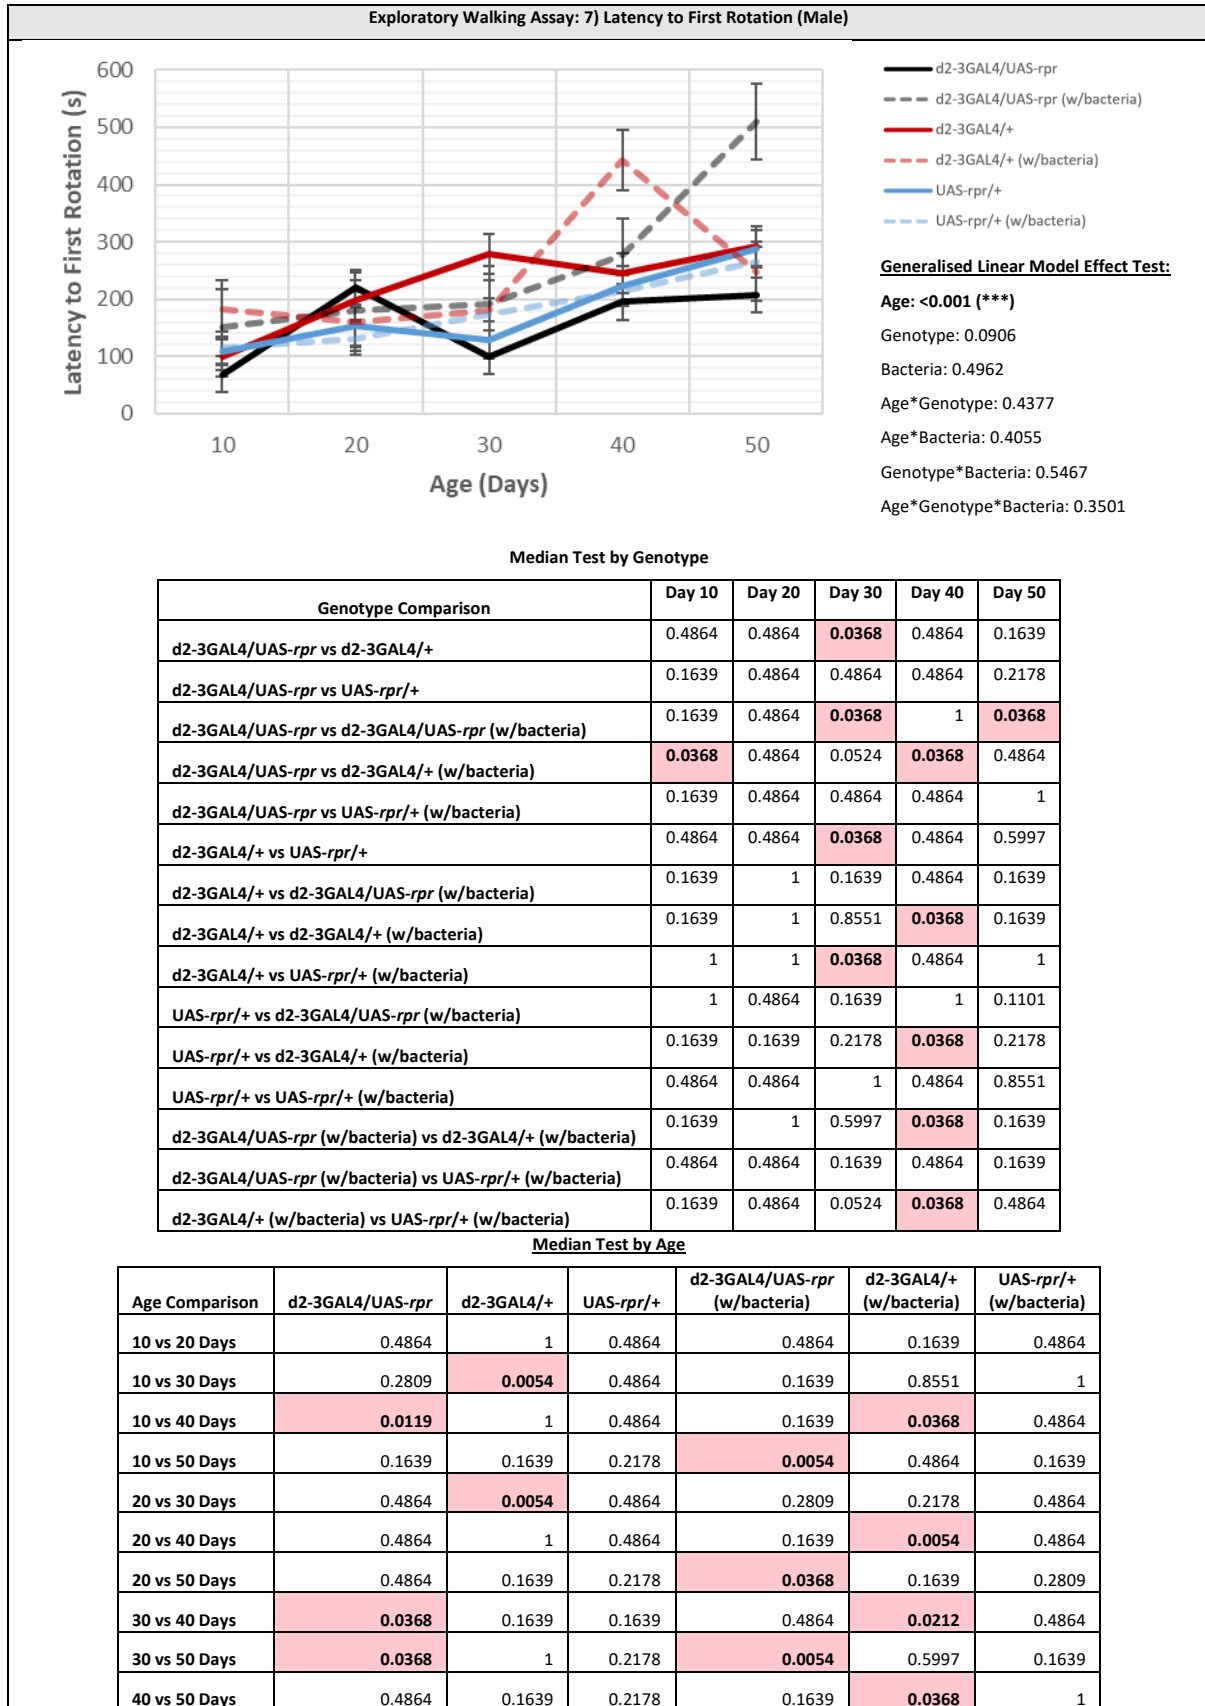 Exploratory Walking Assay: 7) Latency to First Rotation (Male)
600
500
400
300
200
100
0
Latency to First Rotation (s)
10 20 30 40 50
Age (Days)
d2-3GAL4/UAS-rpr
d2-3GAL4/UAS-rpr (w/bacteria)
d2-3GAL4/+
d2-3GAL4/+ (w/bacteria)
UAS-rpr/+
UAS-rpr/+ (w/bacteria)
Generalised Linear Model Effect Test:
Age: <0.001 (***)
Genotype: 0.0906
Bacteria: 0.4962
Age*Genotype: 0.4377
Age*Bacteria: 0.4055
Genotype*Bacteria: 0.5467
Age*Genotype*Bacteria: 0.3501
Median Test by Genotype
Genotype Comparison Day 10 Day 20 Day 30 Day 40 Day 50
d2-3GAL4/UAS-rpr vs d2-3GAL4/+ 0.4864 0.4864 0.0368 0.4864 0.1639
d2-3GAL4/UAS-rpr vs UAS-rpr/+ 0.1639 0.4864 0.4864 0.4864 0.2178
d2-3GAL4/UAS-rpr vs d2-3GAL4/UAS-rpr (w/bacteria) 0.1639 0.4864 0.0368 1 0.0368
d2-3GAL4/UAS-rpr vs d2-3GAL4/+ (w/bacteria) 0.0368 0.4864 0.0524 0.0368 0.4864
d2-3GAL4/UAS-rpr vs UAS-rpr/+ (w/bacteria) 0.1639 0.4864 0.4864 0.4864 1
d2-3GAL4/+ vs UAS-rpr/+ 0.4864 0.4864 0.0368 0.4864 0.5997
d2-3GAL4/+ vs d2-3GAL4/UAS-rpr (w/bacteria) 0.1639 1 0.1639 0.4864 0.1639
d2-3GAL4/+ vs d2-3GAL4/+ (w/bacteria) 0.1639 1 0.8551 0.0368 0.1639
d2-3GAL4/+ vs UAS-rpr/+ (w/bacteria) 1 1 0.0368 0.4864 1
UAS-rpr/+ vs d2-3GAL4/UAS-rpr (w/bacteria) 1 0.4864 0.1639 1 0.1101
UAS-rpr/+ vs d2-3GAL4/+ (w/bacteria) 0.1639 0.1639 0.2178 0.0368 0.2178
UAS-rpr/+ vs UAS-rpr/+ (w/bacteria) 0.4864 0.4864 1 0.4864 0.8551
d2-3GAL4/UAS-rpr (w/bacteria) vs d2-3GAL4/+ (w/bacteria) 0.1639 1 0.5997 0.0368 0.1639
d2-3GAL4/UAS-rpr (w/bacteria) vs UAS-rpr/+ (w/bacteria) 0.4864 0.4864 0.1639 0.4864 0.1639
d2-3GAL4/+ (w/bacteria) vs UAS-rpr/+ (w/bacteria) 0.1639 0.4864 0.0524 0.0368 0.4864
Median Test by Age
Age Comparison d2-3GAL4/UAS-rpr d2-3GAL4/+ UAS-rpr/+ d2-3GAL4/UAS-rpr (w/bacteria) d2-3GAL4/+ (w/bacteria) UAS-rpr/+ (w/bacteria)
10 vs 20 Days 0.4864 1 0.4864 0.4864 0.1639 0.4864
10 vs 30 Days 0.2809 0.0054 0.4864 0.1639 0.8551 1
10 vs 40 Days 0.0119 1 0.4864 0.1639 0.0368 0.4864
10 vs 50 Days 0.1639 0.1639 0.2178 0.0054 0.4864 0.1639
20 vs 30 Days 0.4864 0.0054 0.4864 0.2809 0.2178 0.4864
20 vs 40 Days 0.4864 1 0.4864 0.1639 0.0054 0.4864
20 vs 50 Days 0.4864 0.1639 0.2178 0.0368 0.1639 0.2809
30 vs 40 Days 0.0368 0.1639 0.1639 0.4864 0.0212 0.4864
30 vs 50 Days 0.0368 1 0.2178 0.0054 0.5997 0.1639
40 vs 50 Days 0.4864 0.1639 0.2178 0.1639 0.0368 1